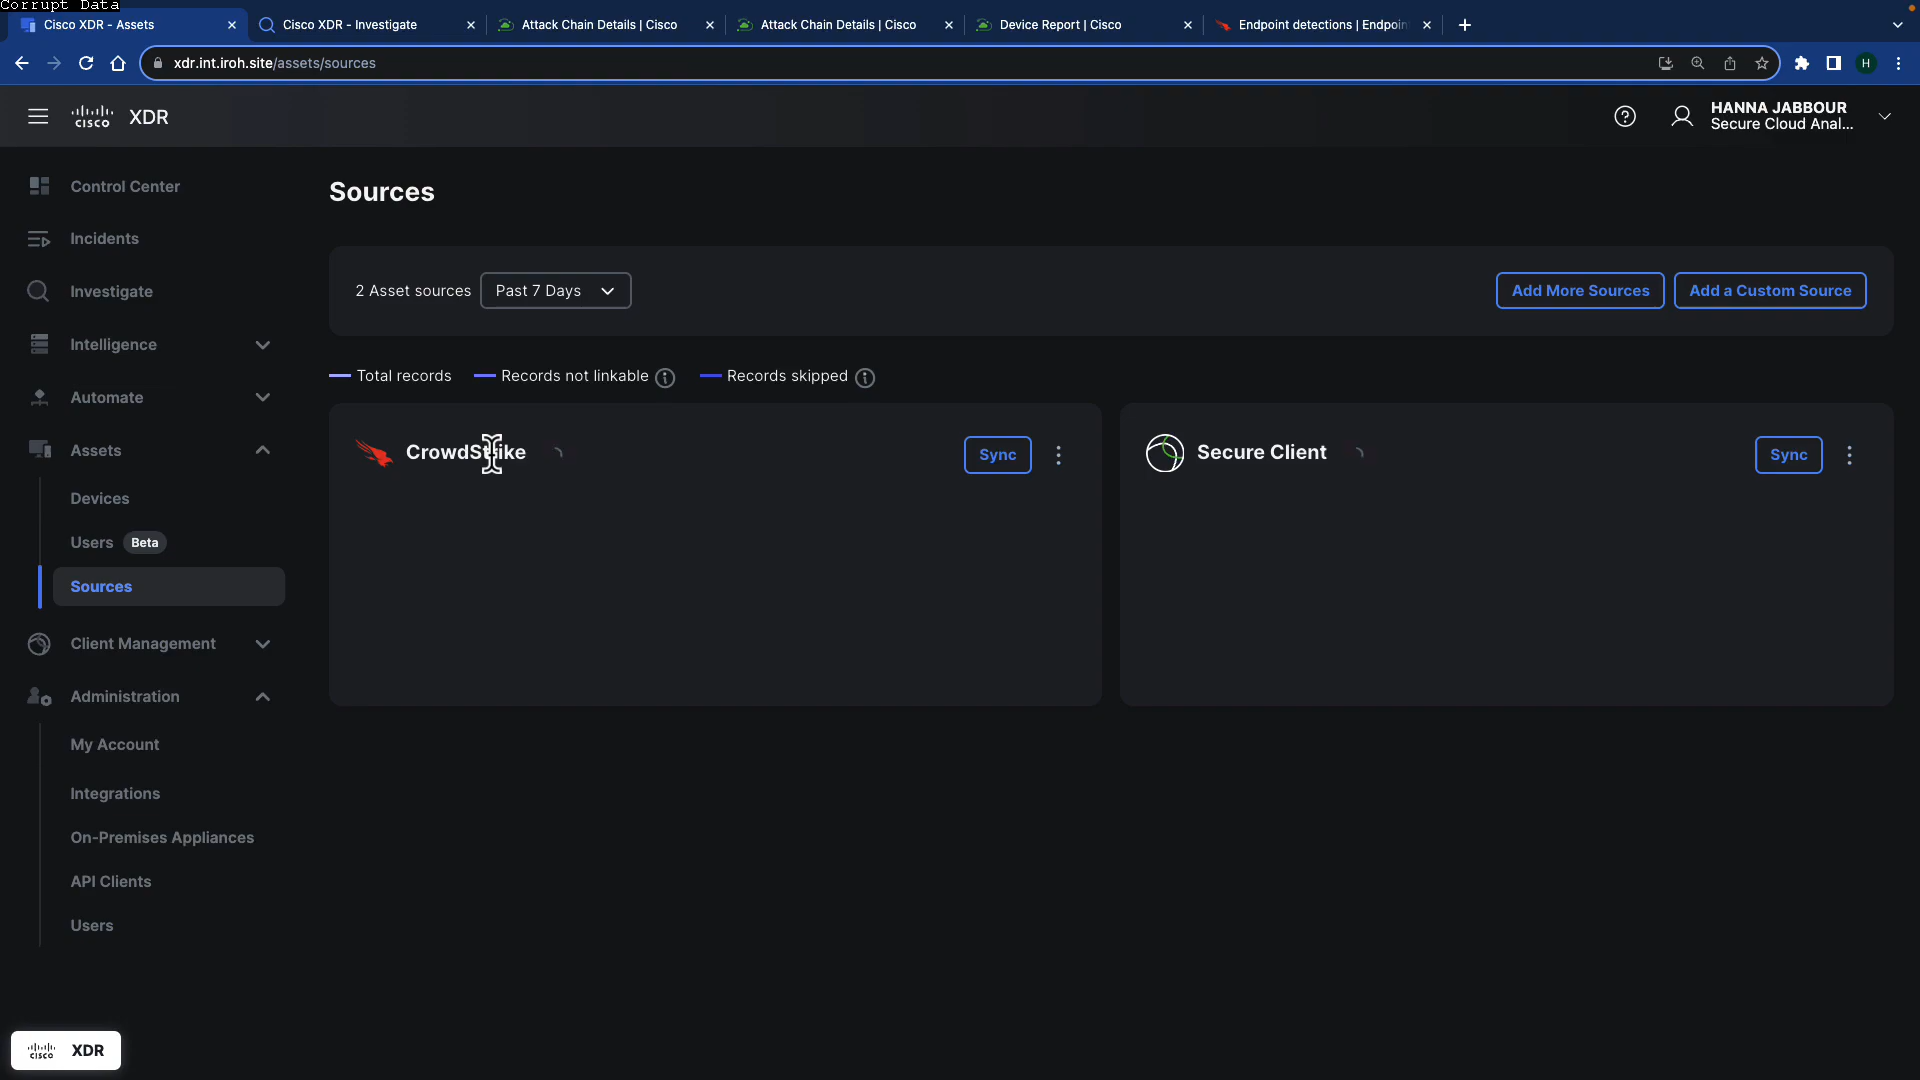 Corrupt Data
Cisco XDR - Assets
Cisco XDR - Investigate
Attack Chain Details | Cisco
Attack Chain Details | Cisco
Device Report | Cisco
Endpoint detections | Endpoin
xdr.int.iroh.site/assets/sources
H
cisco XDR
HANNA JABBOUR
Secure Cloud Anal...
Control Center
Incidents
Investigate
Intelligence
Automate
Assets
Devices
Users Beta
Sources
Client Management
Administration
My Account
Integrations
On-Premises Appliances
API Clients
Users
Sources
2 Asset sources Past 7 Days
Add More Sources Add a Custom Source
Total records Records not linkable Records skipped
CrowdStrike Sync
Secure Client Sync
cisco XDR